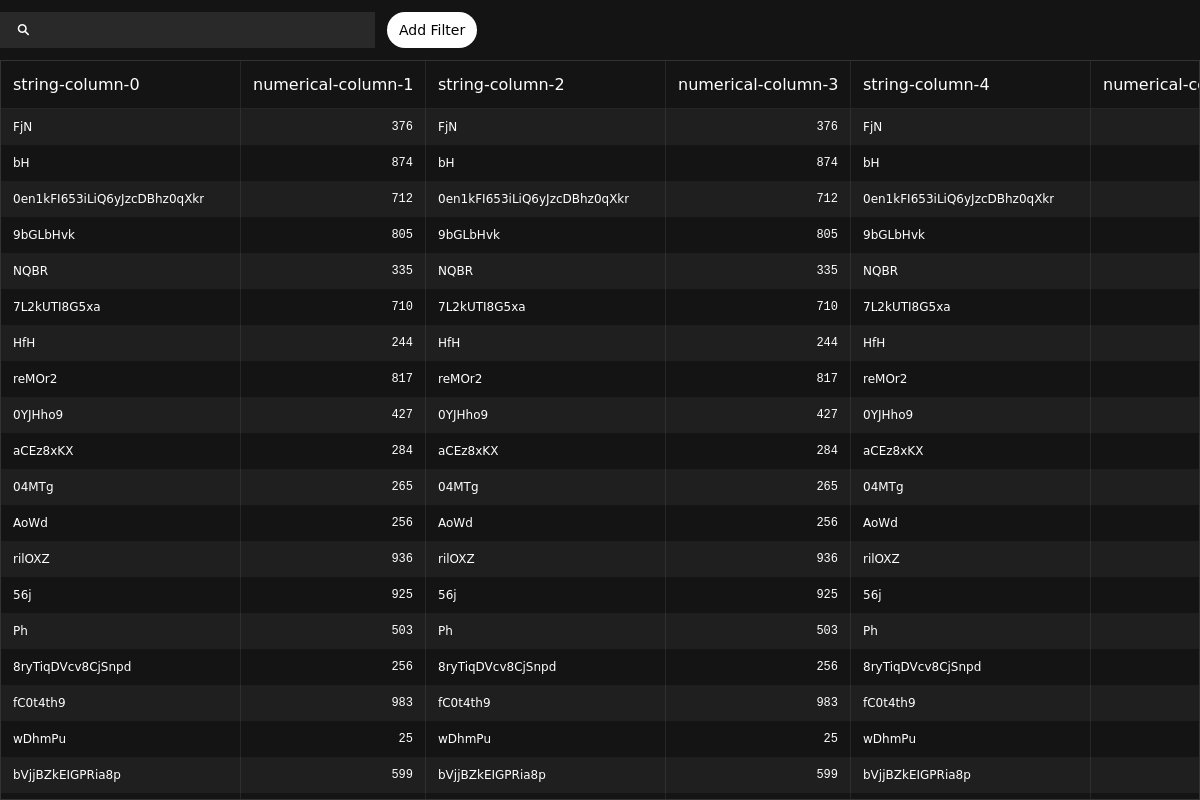 Add Filter
string-column-0 numerical-column-1 string-column-2 numerical-column-3 string-column-4 numerical-c
FjN 376 FjN 376 FjN
bH 874 bH 874 bH
0en1kFI653iLiQ6yJzcDBhz0qXkr 712 0en1kFI653iLiQ6yJzcDBhz0qXkr 712 0en1kFI653iLiQ6yJzcDBhz0qXkr
9bGLbHvk 805 9bGLbHvk 805 9bGLbHvk
NQBR 335 NQBR 335 NQBR
7L2kUTI8G5xa 710 7L2kUTI8G5xa 710 7L2kUTI8G5xa
HfH 244 HfH 244 HfH
reMOr2 817 reMOr2 817 reMOr2
0YJHho9 427 0YJHho9 427 0YJHho9
aCEz8xKX 284 aCEz8xKX 284 aCEz8xKX
04MTg 265 04MTg 265 04MTg
AoWd 256 AoWd 256 AoWd
rilOXZ 936 rilOXZ 936 rilOXZ
56j 925 56j 925 56j
Ph 503 Ph 503 Ph
8ryTiqDVcv8CjSnpd 256 8ryTiqDVcv8CjSnpd 256 8ryTiqDVcv8CjSnpd
fC0t4th9 983 fC0t4th9 983 fC0t4th9
wDhmPu 25 wDhmPu 25 wDhmPu
bVjjBZkEIGPRia8p 599 bVjjBZkEIGPRia8p 599 bVjjBZkEIGPRia8p